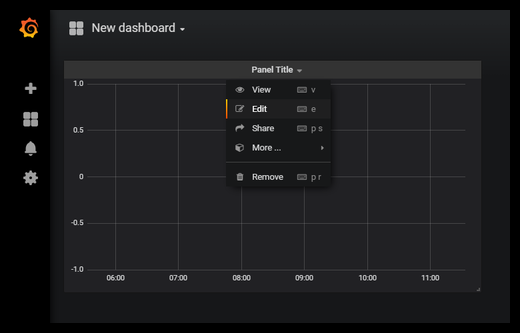 New dashboard
Panel Title
1.0
0.5
0
-0.5
-1.0
View v
Edit e
Share p s
More ...
Remove p r
06:00 07:00 08:00 09:00 10:00 11:00